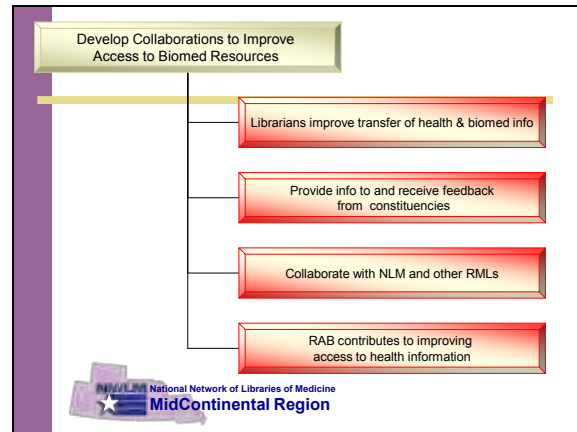 Develop Collaborations to Improve
Access to Biomed Resources
Librarians improve transfer of health & biomed info
Provide info to and receive feedback
from constituencies
Collaborate with NLM and other RMLs
RAB contributes to improving
access to health information
NN/LM
National Network of Libraries of Medicine
MidContinental Region